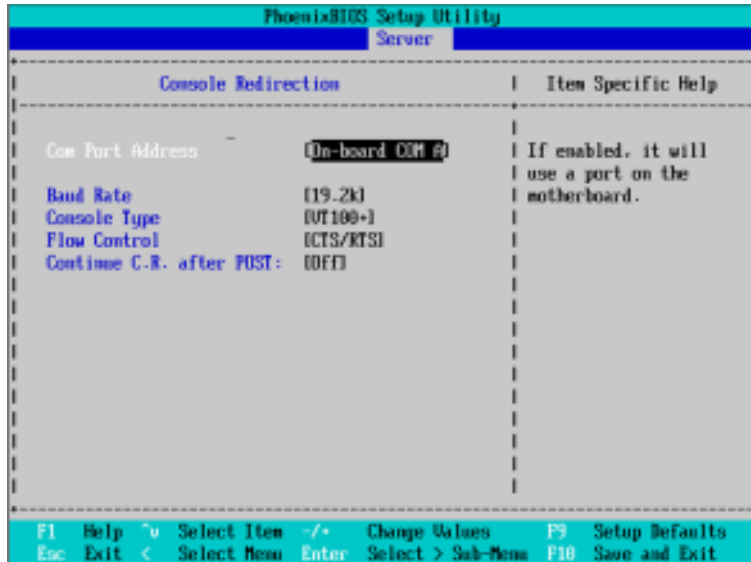 PhoenixBIOS Setup Utility
Server
Console Redirection
Item Specific Help
Com Port Address [On-board COM A]
If enabled, it will
use a port on the
motherboard.
Baud Rate [19.2k]
Console Type [VT100+]
Flow Control [CTS/RTS]
Continue C.R. after POST: [Off]
F1 Help ^v Select Item -/+ Change Values F9 Setup Defaults
Esc Exit < Select Menu Enter Select > Sub-Menu F10 Save and Exit